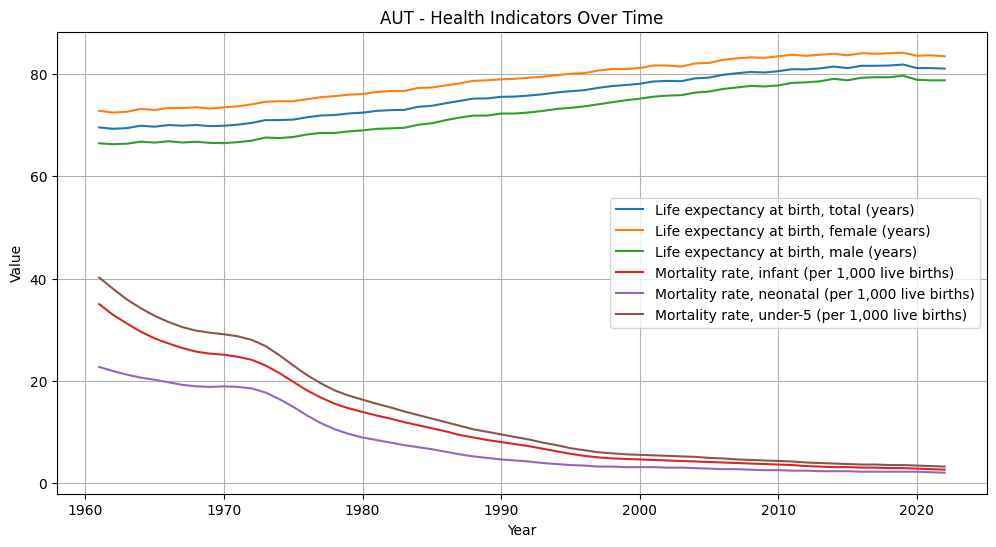 AUT - Health Indicators Over Time
Value
80
60
40
20
0
Life expectancy at birth, total (years)
Life expectancy at birth, female (years)
Life expectancy at birth, male (years)
Mortality rate, infant (per 1,000 live births)
Mortality rate, neonatal (per 1,000 live births)
Mortality rate, under-5 (per 1,000 live births)
1960 1970 1980 1990 2000 2010 2020
Year